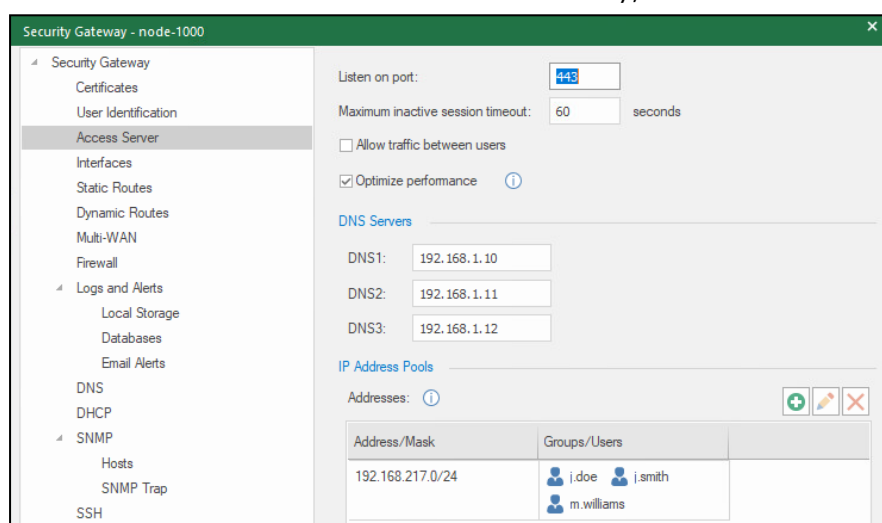 Security Gateway - node-1000
Security Gateway
Certificates
User Identification
Access Server
Interfaces
Static Routes
Dynamic Routes
Multi-WAN
Firewall
Logs and Alerts
Local Storage
Databases
Email Alerts
DNS
DHCP
SNMP
Hosts
SNMP Trap
SSH
Listen on port: 443
Maximum inactive session timeout: 60 seconds
Allow traffic between users
Optimize performance
DNS Servers
DNS1: 192.168.1.10
DNS2: 192.168.1.11
DNS3: 192.168.1.12
IP Address Pools
Addresses:
Address/Mask Groups/Users
192.168.217.0/24 j.doe j.smith
m.williams